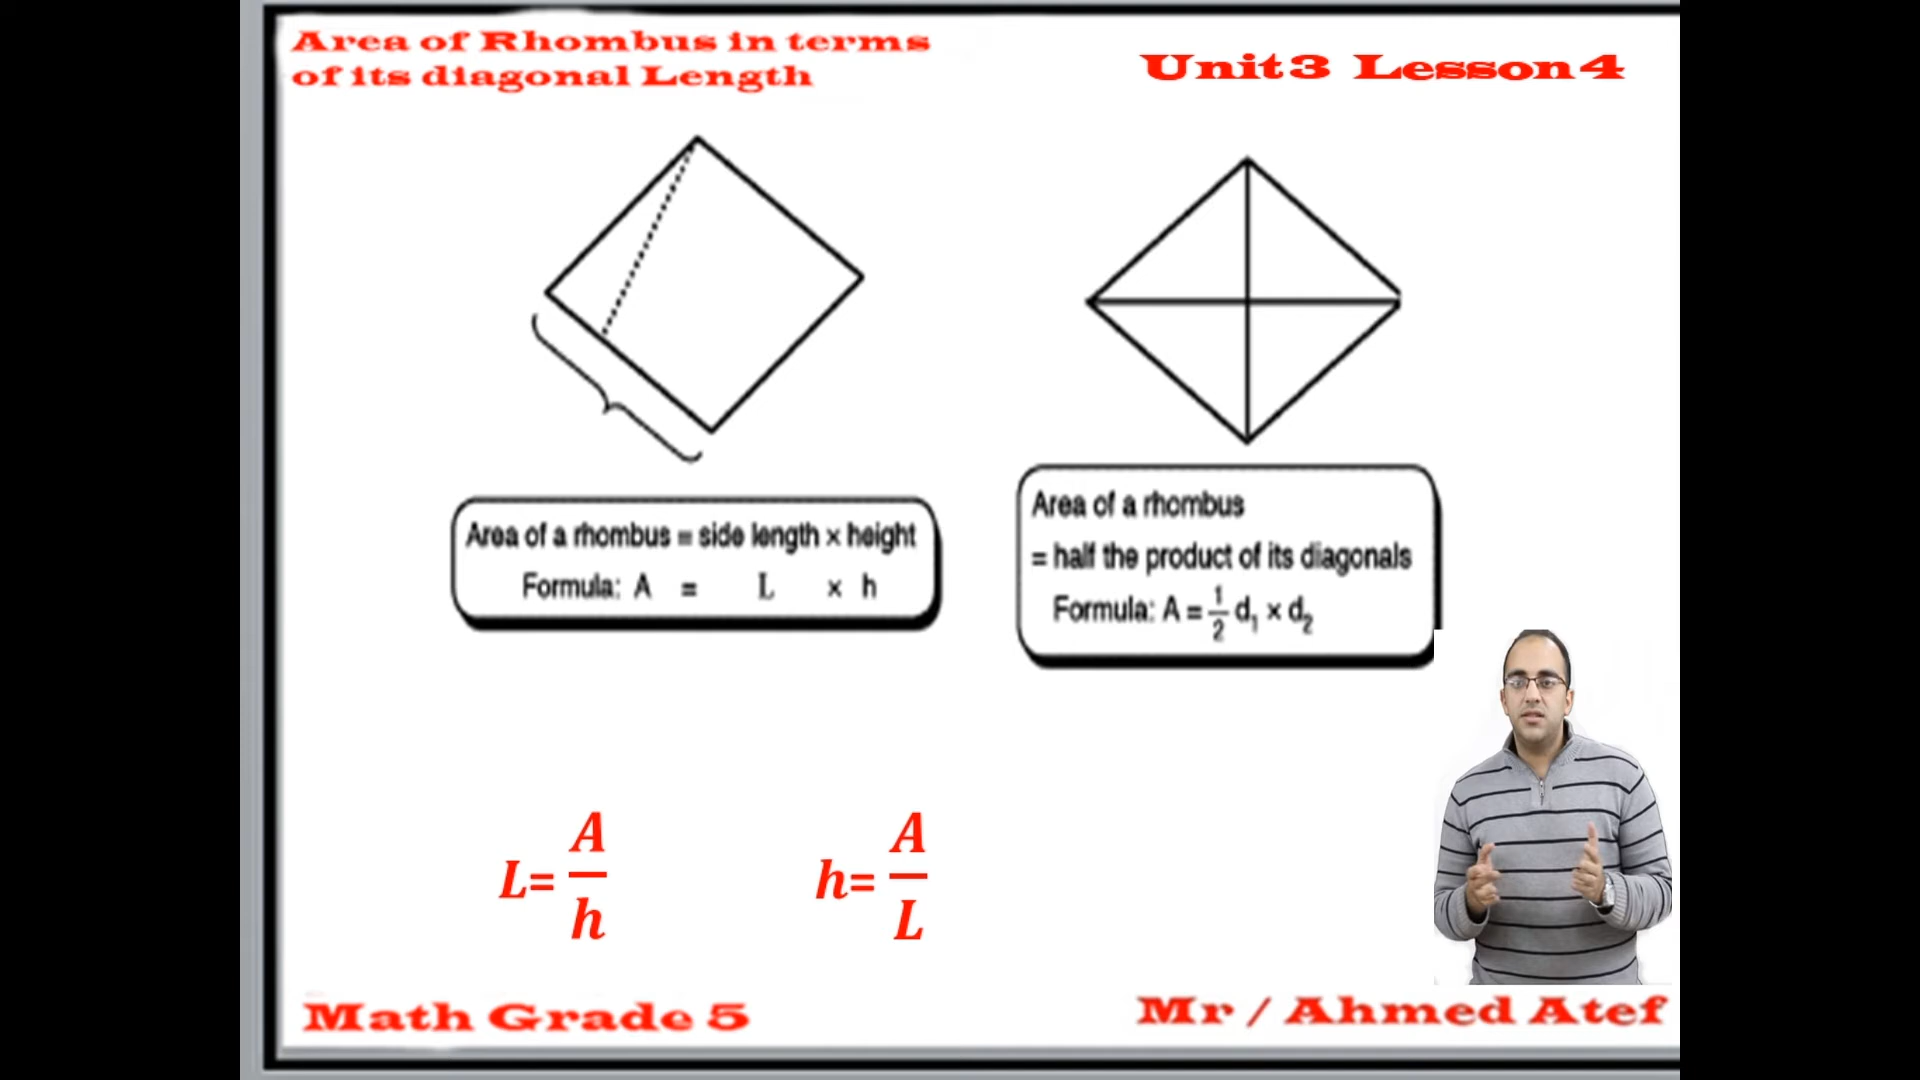 Area of Rhombus in terms
of its diagonal Length
Unit3 Lesson4
Area of a rhombus = side length × height
Formula: A = L × h
Area of a rhombus
= half the product of its diagonals
Formula: A = 1/2 d₁ × d₂
L= A/h
h= A/L
Math Grade 5
Mr / Ahmed Atef